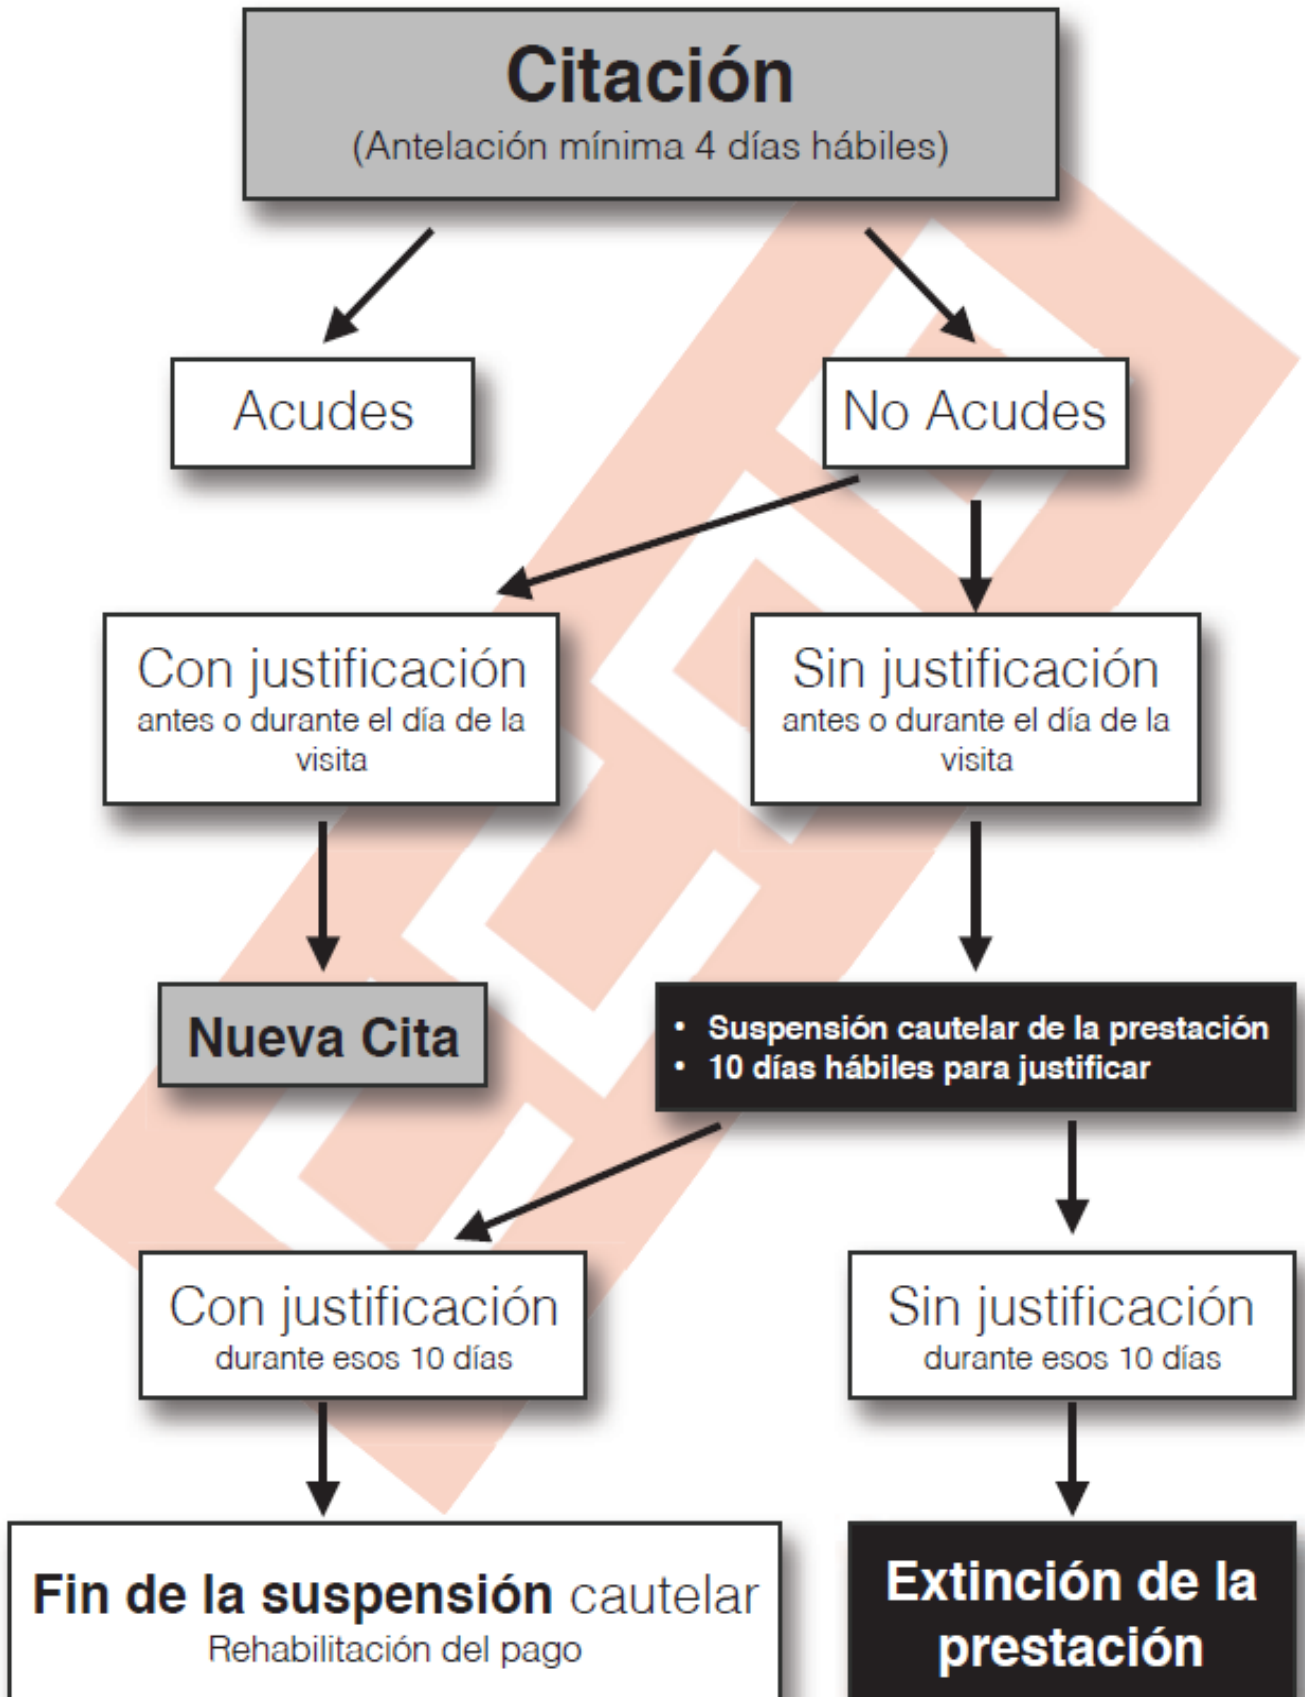 Citación
(Antelación mínima 4 días hábiles)
Acudes
No Acudes
Con justificación
antes o durante el día de la
visita
Sin justificación
antes o durante el día de la
visita
Nueva Cita
• Suspensión cautelar de la prestación
• 10 días hábiles para justificar
Con justificación
durante esos 10 días
Sin justificación
durante esos 10 días
Fin de la suspensión cautelar
Rehabilitación del pago
Extinción de la
prestación